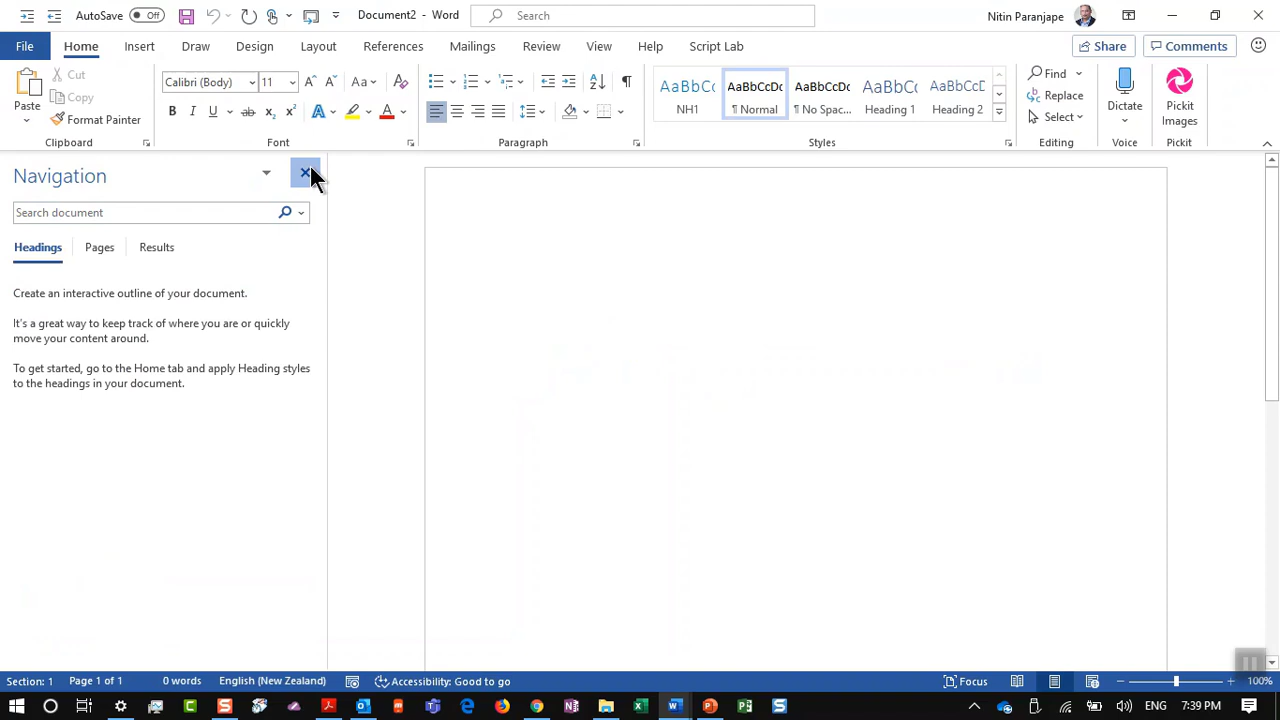 AutoSave Off Document2 - Word Search Nitin Paranjape
File Home Insert Draw Design Layout References Mailings Review View Help Script Lab Share Comments
Paste Cut Copy Format Painter
Calibri (Body) 11
AaBbCc NH1
AaBbCcDc ¶ Normal
AaBbCcDc ¶ No Spac...
AaBbCc Heading 1
AaBbCcD Heading 2
Find Replace Select
Dictate
Pickit Images
Clipboard Font Paragraph Styles Editing Voice Pickit
Navigation
Search document
Headings Pages Results
Create an interactive outline of your document.
It's a great way to keep track of where you are or quickly
move your content around.
To get started, go to the Home tab and apply Heading styles
to the headings in your document.
Section: 1 Page 1 of 1 0 words English (New Zealand) Accessibility: Good to go Focus 100%
ENG 7:39 PM